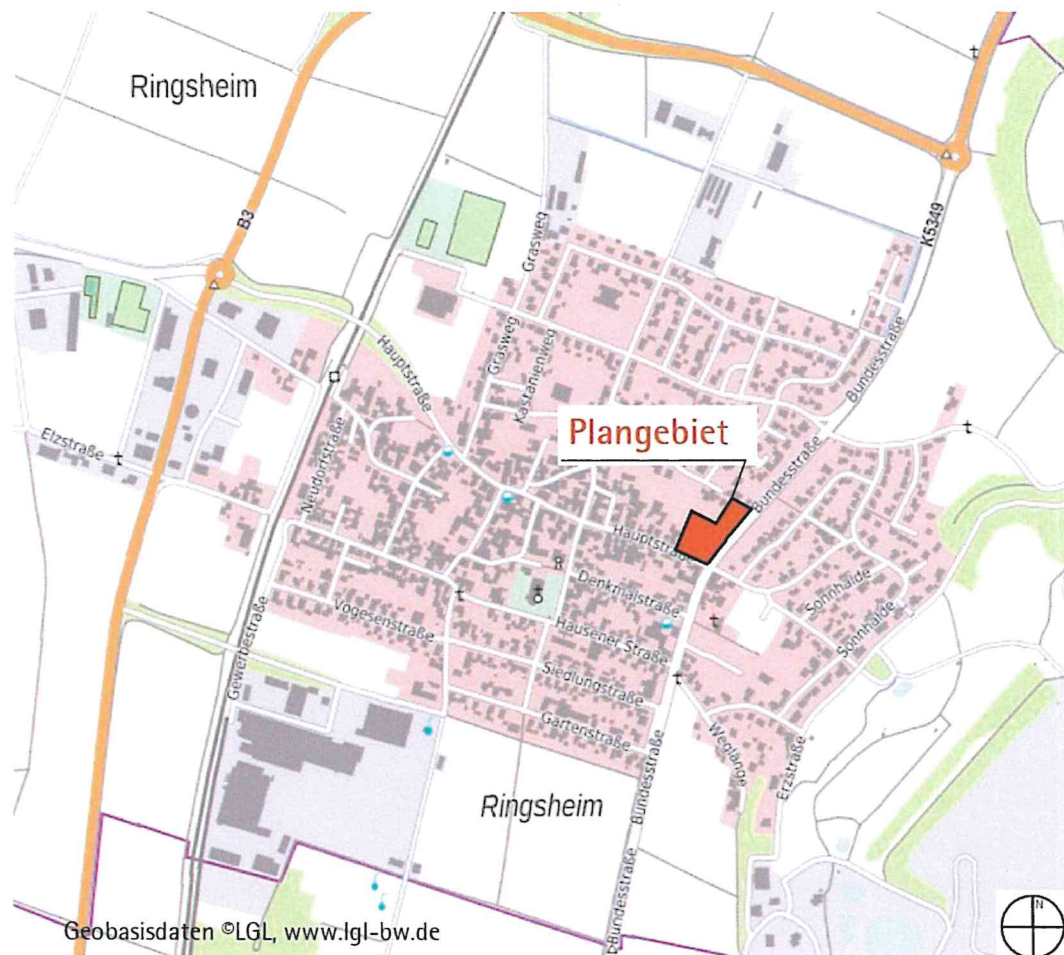 Ringsheim
B3
K5349
Grasweg
Grasweg
Kastanienweg
Hauptstraße
Bundesstraße
Plangebiet
Bundesstraße
Elzstraße
Neudorfstraße
Hauptstraße
Denkmalstraße
Sonnhalde
Sonnhalde
Vogesenstraße
Hausener Straße
Siedlungstraße
Gartenstraße
Gewerbestraße
Weglänge
Erzstraße
Ringsheim
Bundesstraße
Bundesstraße
N
Geobasisdaten ©LGL, www.lgl-bw.de